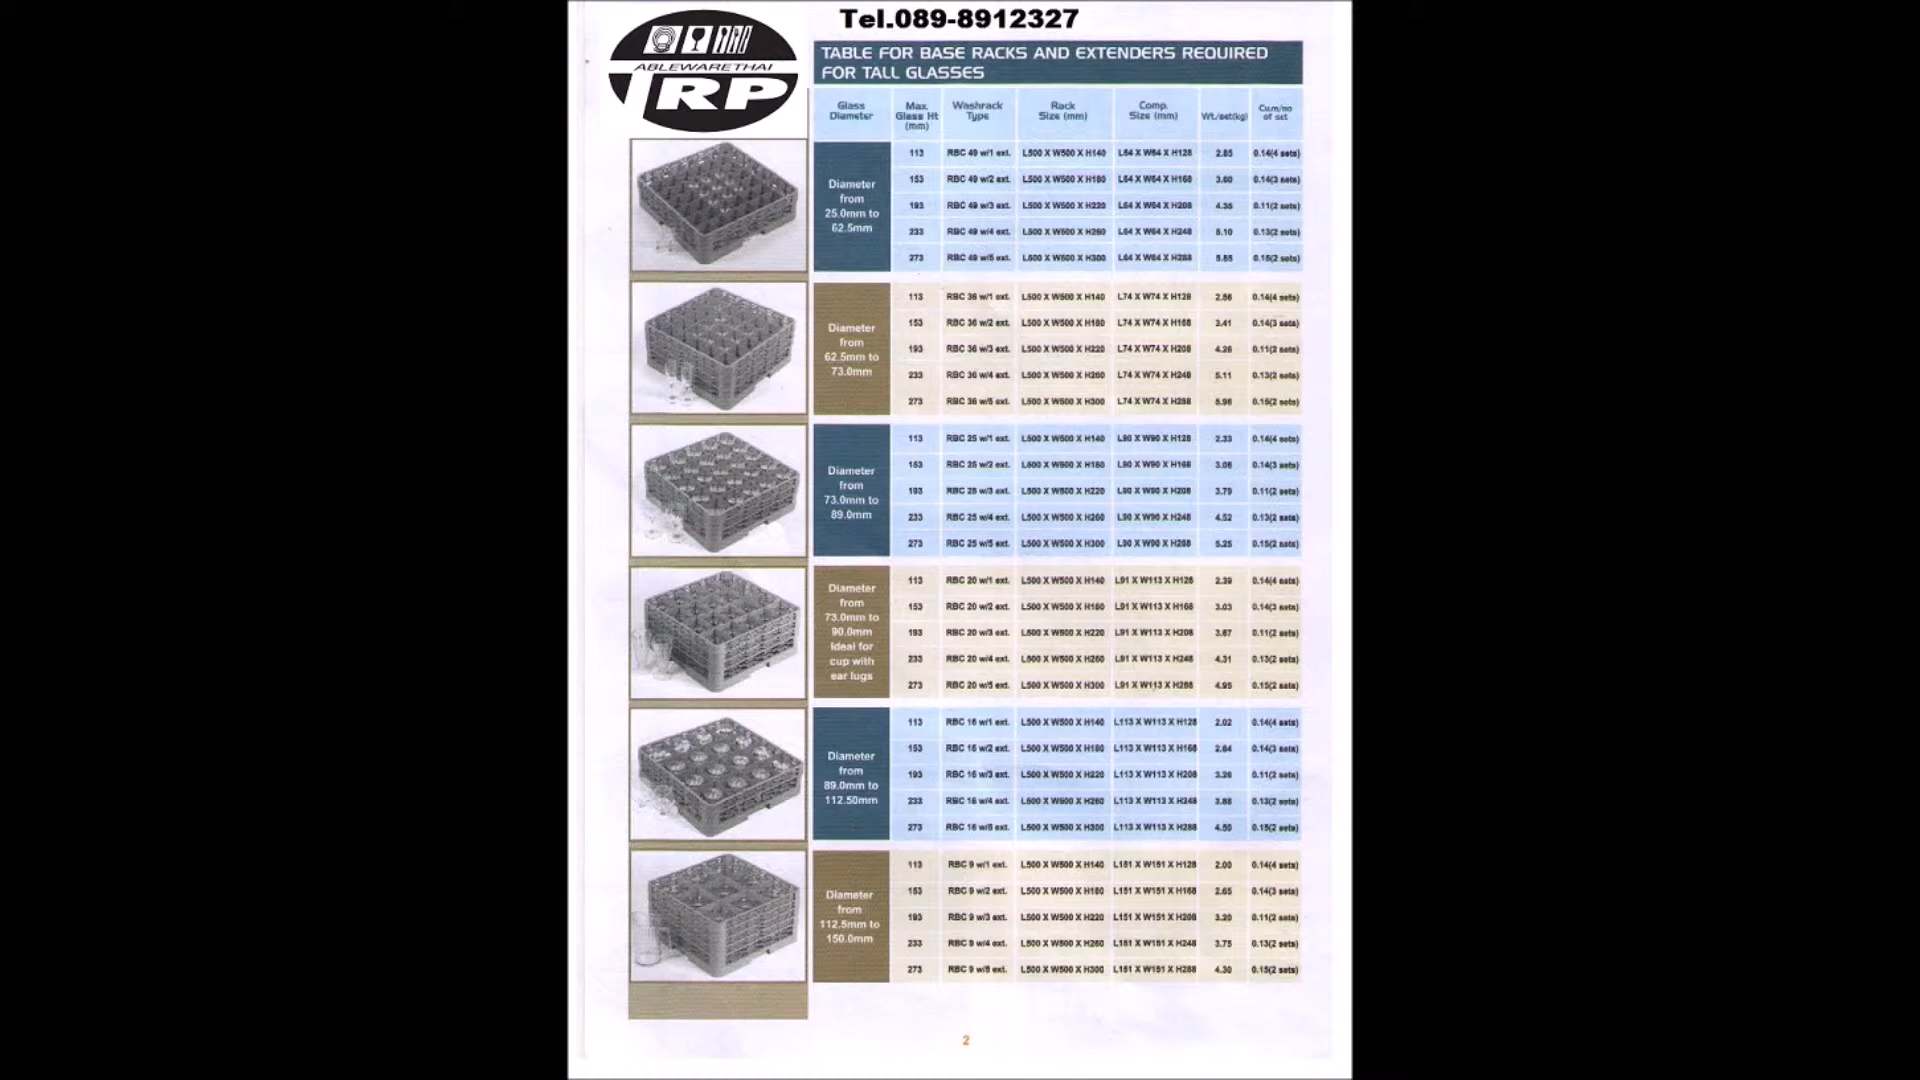 Tel.089-8912327
ABLEWARE THAI
TRP
TABLE FOR BASE RACKS AND EXTENDERS REQUIRED
FOR TALL GLASSES
Glass Diameter Max. Glass Ht (mm) Washrack Type Rack Size (mm) Comp. Size (mm) Wt./set(kg) Cu.m/no of set
Diameter from 25.0mm to 62.5mm
113 RBC 49 w/1 ext. L500 X W500 X H140 L64 X W64 X H128 2.85 0.14(4 sets)
153 RBC 49 w/2 ext. L500 X W500 X H180 L64 X W64 X H168 3.60 0.14(3 sets)
193 RBC 49 w/3 ext. L500 X W500 X H220 L64 X W64 X H208 4.35 0.11(2 sets)
233 RBC 49 w/4 ext. L500 X W500 X H260 L64 X W64 X H248 5.10 0.13(2 sets)
273 RBC 49 w/5 ext. L500 X W500 X H300 L64 X W64 X H288 5.85 0.15(2 sets)
Diameter from 62.5mm to 73.0mm
113 RBC 36 w/1 ext. L500 X W500 X H140 L74 X W74 X H128 2.56 0.14(4 sets)
153 RBC 36 w/2 ext. L500 X W500 X H180 L74 X W74 X H168 3.41 0.14(3 sets)
193 RBC 36 w/3 ext. L500 X W500 X H220 L74 X W74 X H208 4.26 0.11(2 sets)
233 RBC 36 w/4 ext. L500 X W500 X H260 L74 X W74 X H248 5.11 0.13(2 sets)
273 RBC 36 w/5 ext. L500 X W500 X H300 L74 X W74 X H288 5.96 0.15(2 sets)
Diameter from 73.0mm to 89.0mm
113 RBC 25 w/1 ext. L500 X W500 X H140 L90 X W90 X H128 2.33 0.14(4 sets)
153 RBC 25 w/2 ext. L500 X W500 X H180 L90 X W90 X H168 3.06 0.14(3 sets)
193 RBC 25 w/3 ext. L500 X W500 X H220 L90 X W90 X H208 3.79 0.11(2 sets)
233 RBC 25 w/4 ext. L500 X W500 X H260 L90 X W90 X H248 4.52 0.13(2 sets)
273 RBC 25 w/5 ext. L500 X W500 X H300 L90 X W90 X H288 5.25 0.15(2 sets)
Diameter from 73.0mm to 90.0mm Ideal for cup with ear lugs
113 RBC 20 w/1 ext. L500 X W500 X H140 L91 X W113 X H128 2.39 0.14(4 sets)
153 RBC 20 w/2 ext. L500 X W500 X H180 L91 X W113 X H168 3.03 0.14(3 sets)
193 RBC 20 w/3 ext. L500 X W500 X H220 L91 X W113 X H208 3.67 0.11(2 sets)
233 RBC 20 w/4 ext. L500 X W500 X H260 L91 X W113 X H248 4.31 0.13(2 sets)
273 RBC 20 w/5 ext. L500 X W500 X H300 L91 X W113 X H288 4.95 0.15(2 sets)
Diameter from 89.0mm to 112.50mm
113 RBC 16 w/1 ext. L500 X W500 X H140 L113 X W113 X H128 2.02 0.14(4 sets)
153 RBC 16 w/2 ext. L500 X W500 X H180 L113 X W113 X H168 2.64 0.14(3 sets)
193 RBC 16 w/3 ext. L500 X W500 X H220 L113 X W113 X H208 3.26 0.11(2 sets)
233 RBC 16 w/4 ext. L500 X W500 X H260 L113 X W113 X H248 3.88 0.13(2 sets)
273 RBC 16 w/5 ext. L500 X W500 X H300 L113 X W113 X H288 4.50 0.15(2 sets)
Diameter from 112.5mm to 150.0mm
113 RBC 9 w/1 ext. L500 X W500 X H140 L151 X W151 X H128 2.00 0.14(4 sets)
153 RBC 9 w/2 ext. L500 X W500 X H180 L151 X W151 X H168 2.65 0.14(3 sets)
193 RBC 9 w/3 ext. L500 X W500 X H220 L151 X W151 X H208 3.20 0.11(2 sets)
233 RBC 9 w/4 ext. L500 X W500 X H260 L151 X W151 X H248 3.75 0.13(2 sets)
273 RBC 9 w/5 ext. L500 X W500 X H300 L151 X W151 X H288 4.30 0.15(2 sets)
2